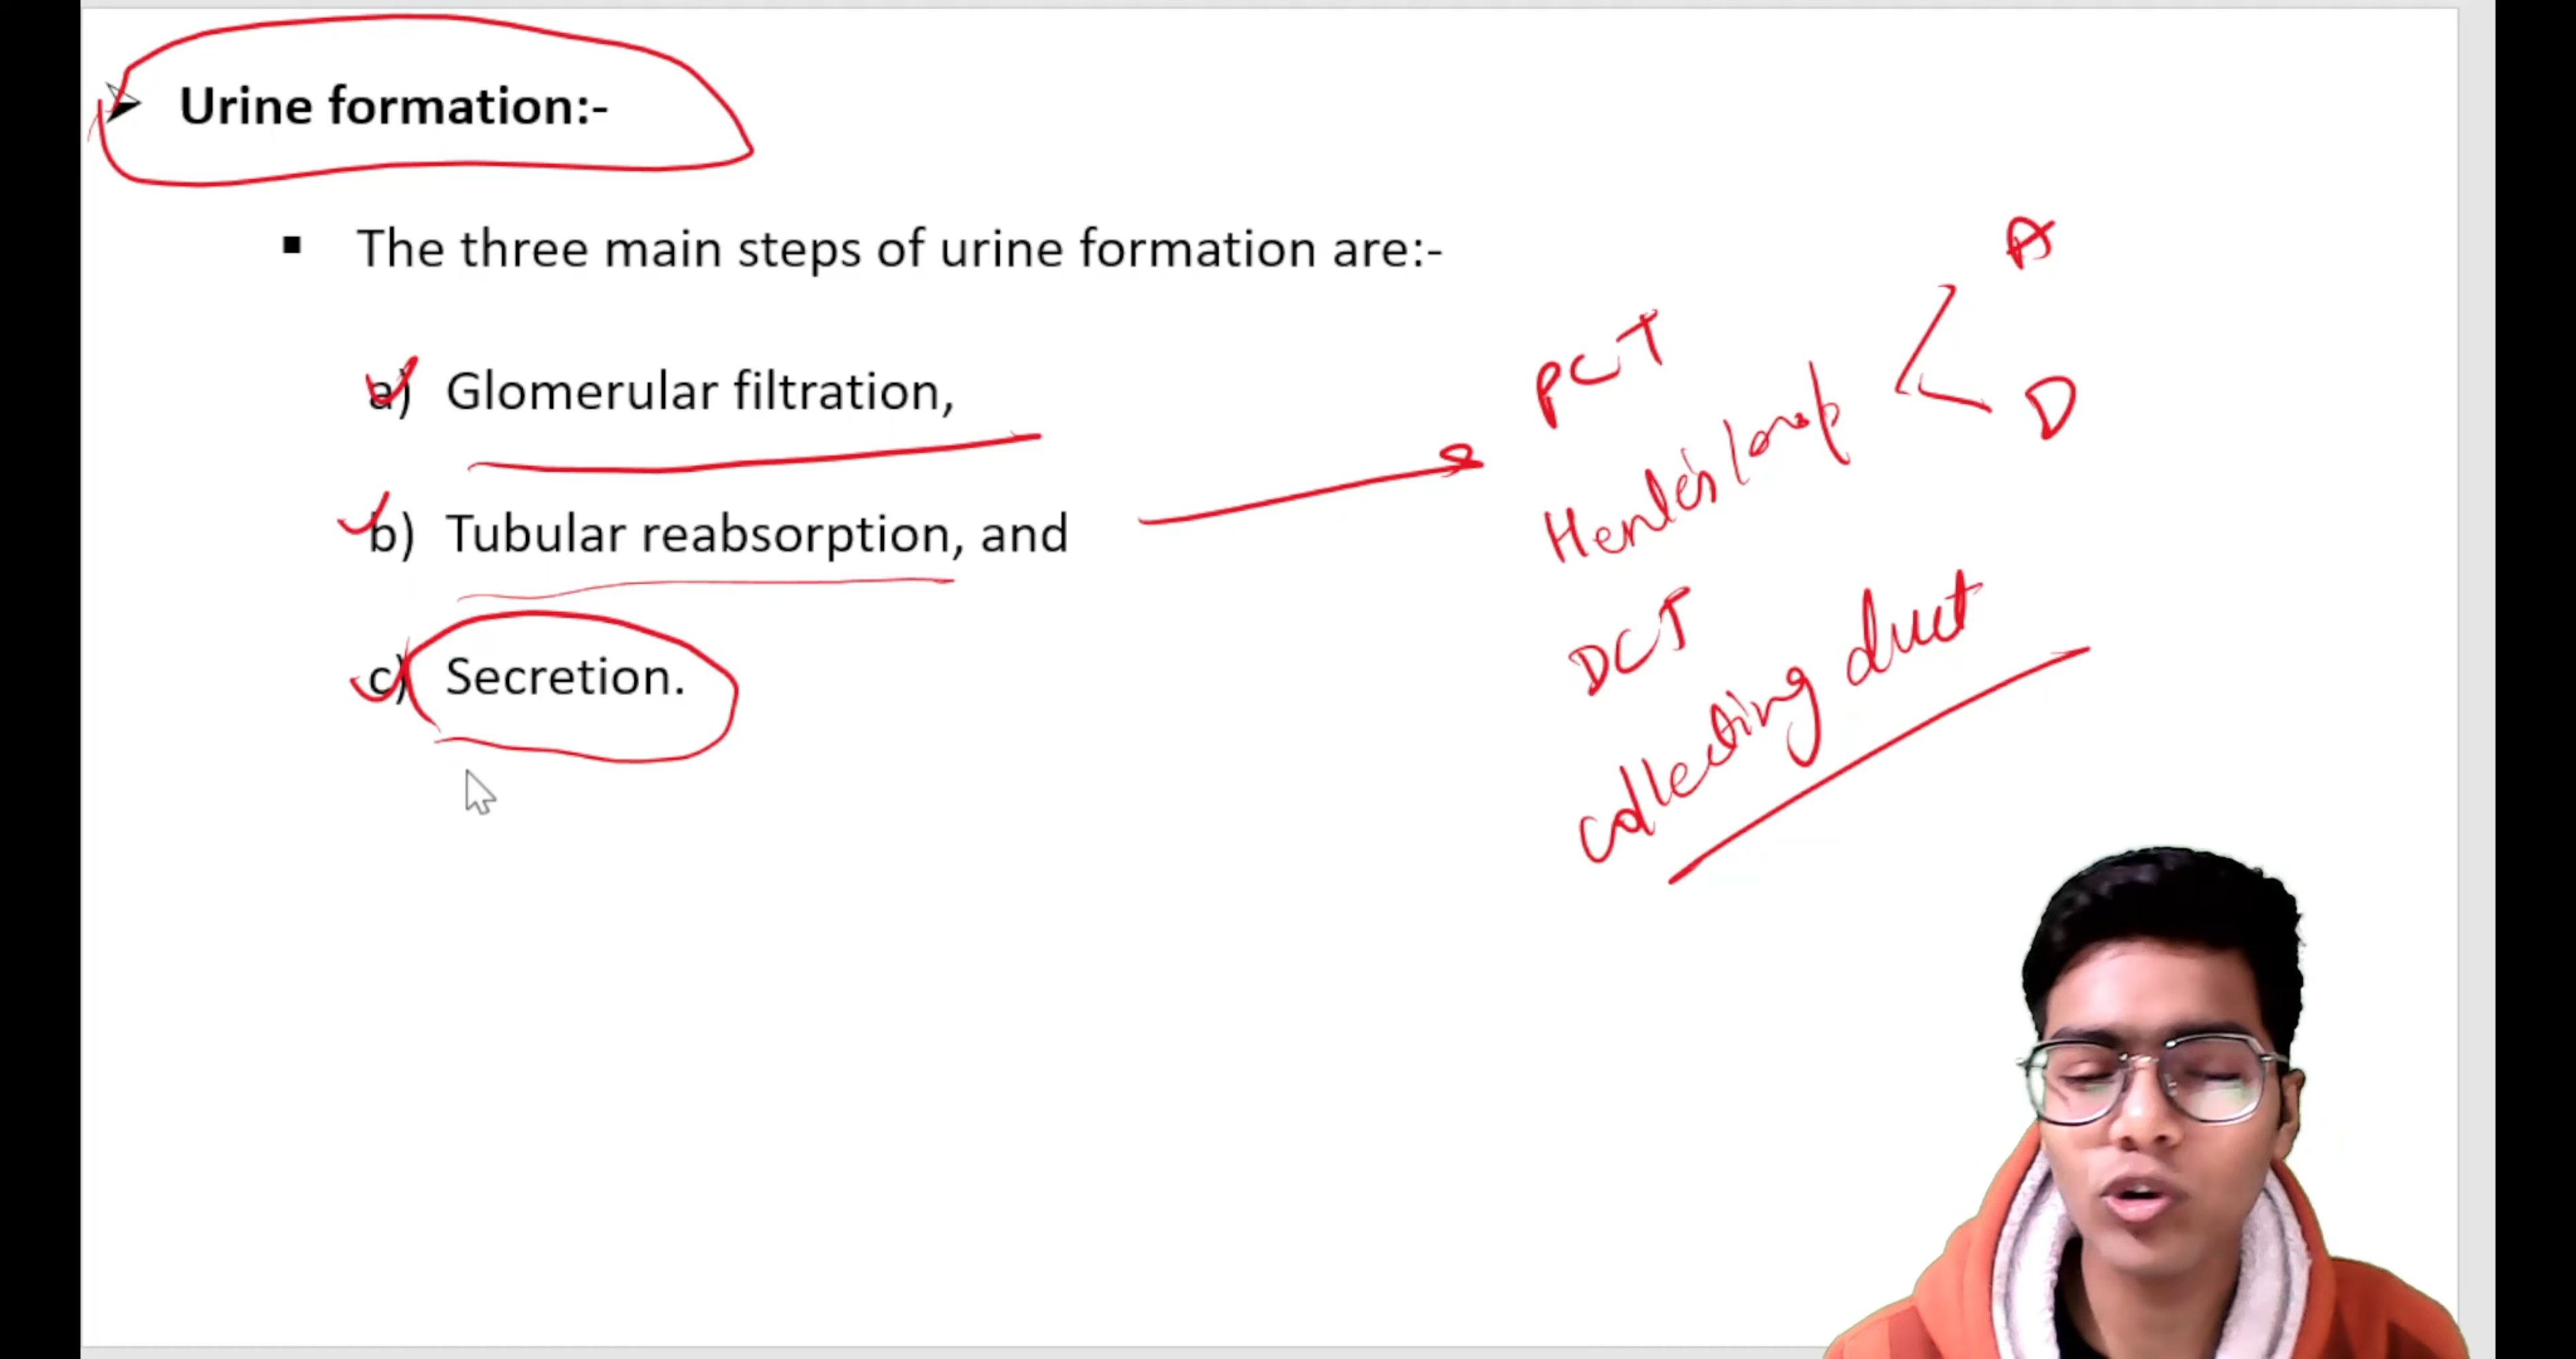 ➢ Urine formation:-
▪ The three main steps of urine formation are:-
a) Glomerular filtration,
b) Tubular reabsorption, and
c) Secretion.
PCT
Henle's loop
A
D
DCT
collecting duct